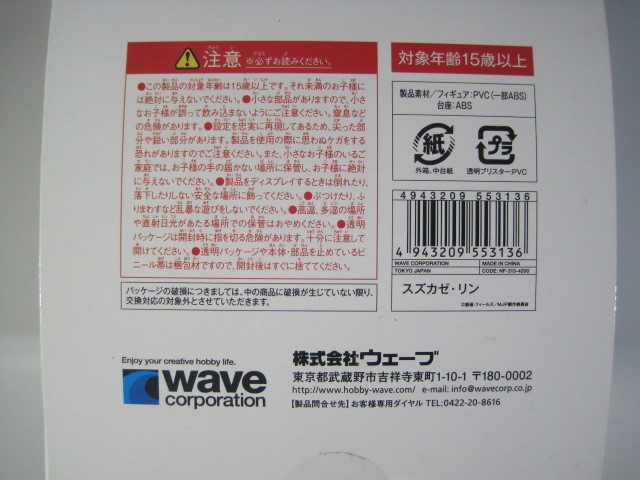 注意 ※必ずお読みください。
●この製品の対象年齢は15歳以上です。それ未満のお子様に
は絶対に与えないでください。●小さな部品がありますので、小さ
なお子様が誤って飲み込まないようにご注意ください。窒息など
の危険があります。●設定を忠実に再現してあるため、尖った部
分や鋭い部分があります。製品を使用の際に思わぬケガをする
恐れがありますのでご注意ください。また、小さなお子様のいるご
家庭では、お子様の手の届かない場所に保管し、お子様に絶対
に与えないでください。●製品をディスプレイするときは倒れたり、
落下したりしない安全な場所に飾ってください。●ぶつけたり、ふ
りまわすなど乱暴な遊びをしないでください。●高温、多湿の場所
や直射日光があたる場所での保管はおやめください。●透明
パッケージは開封時に指を切る危険があります。十分に注意して
開けてください。●透明パッケージや本体・部品を止めているビ
ニール帯は梱包材ですので、開封後はすぐに捨ててください。
パッケージの破損につきましては、中の商品に破損が生じていない限り、
交換対応の対象外とさせていただきます。
対象年齢15歳以上
製品素材/フィギュア:PVC(一部ABS)
台座:ABS
紙
外箱、中台紙
プラ
透明ブリスターPVC
4943209 553136
4 943209 553136
WAVE CORPORATION
TOKYO JAPAN
MADE IN CHINA
CODE: NF-313-4200
スズカゼ・リン
©創通・フィールズ/MJP製作委員会
Enjoy your creative hobby life.
wave
corporation
株式会社ウェーブ
東京都武蔵野市吉祥寺東町1-10-1 〒180-0002
http://www.hobby-wave.com/ e-mail: info@wavecorp.co.jp
【製品問合せ先】お客様専用ダイヤル TEL:0422-20-8616